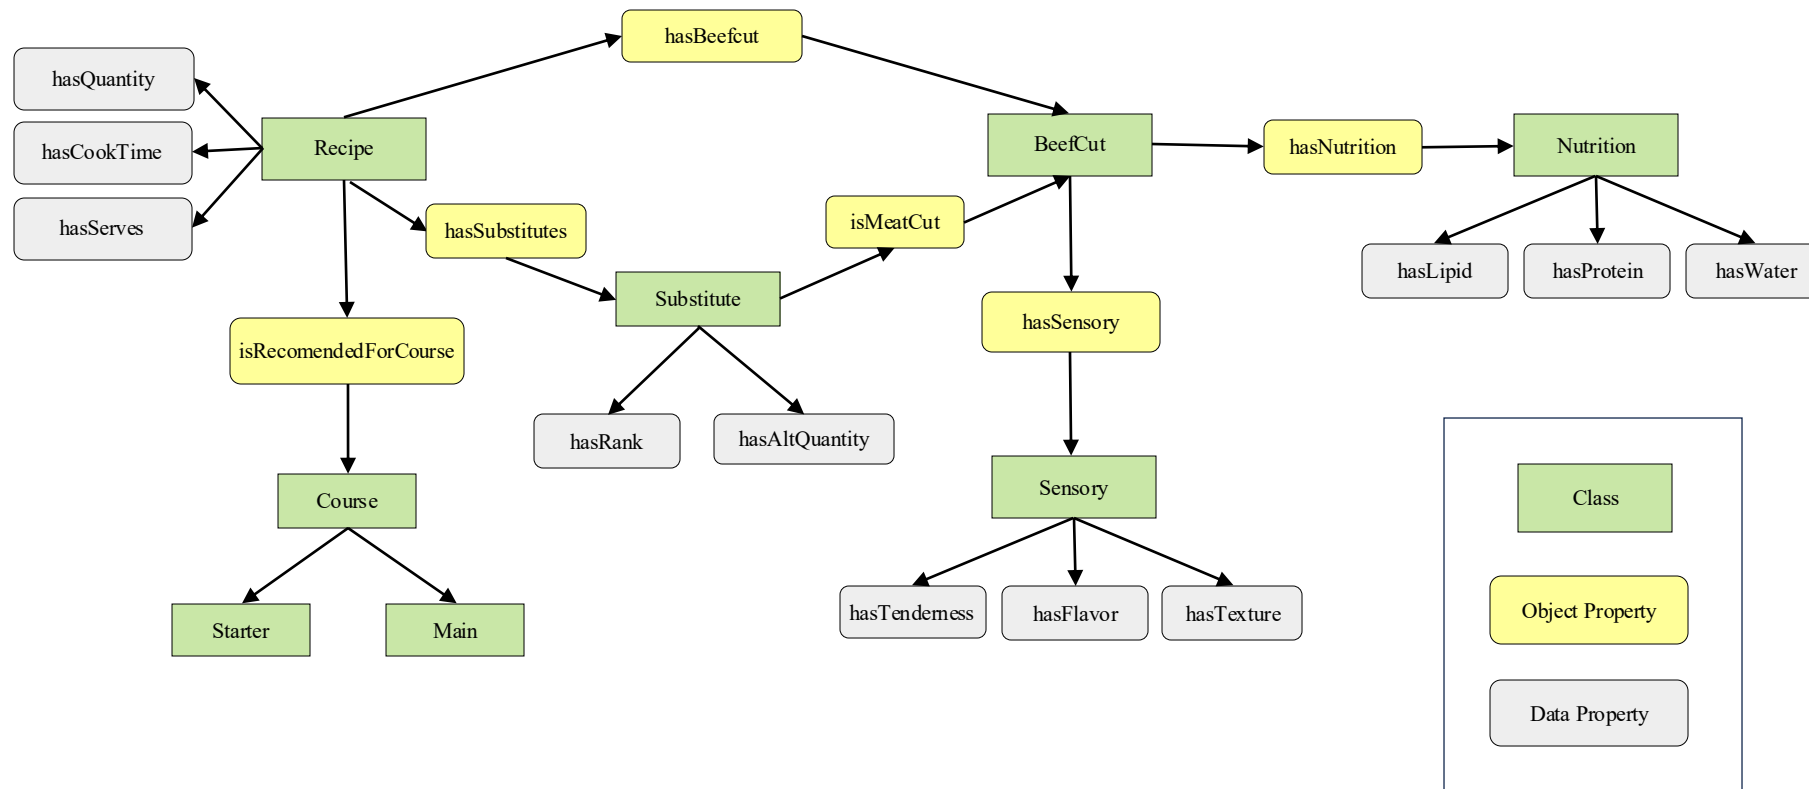 hasBeefcut
hasQuantity
hasCookTime
hasServes
Recipe
BeefCut
hasNutrition
Nutrition
hasSubstitutes
isMeatCut
Substitute
hasLipid
hasProtein
hasWater
isRecomendedForCourse
hasSensory
hasRank
hasAltQuantity
Course
Sensory
Starter
Main
hasTenderness
hasFlavor
hasTexture
Class
Object Property
Data Property